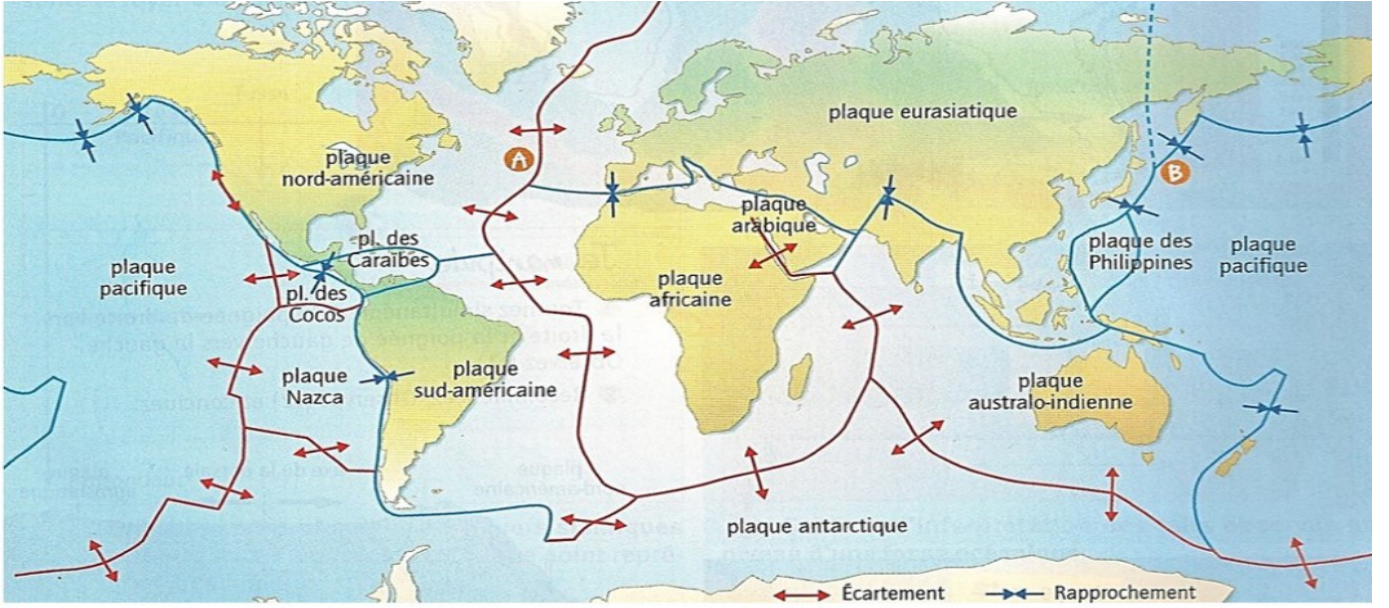 plaque eurasiatique
A
plaque
nord-américaine
B
plaque
arabique
pl. des
Caraïbes
plaque des
Philippines
plaque
pacifique
plaque
pacifique
plaque
africaine
pl. des
Cocos
plaque
Nazca
plaque
sud-américaine
plaque
australo-indienne
plaque antarctique
Écartement
Rapprochement